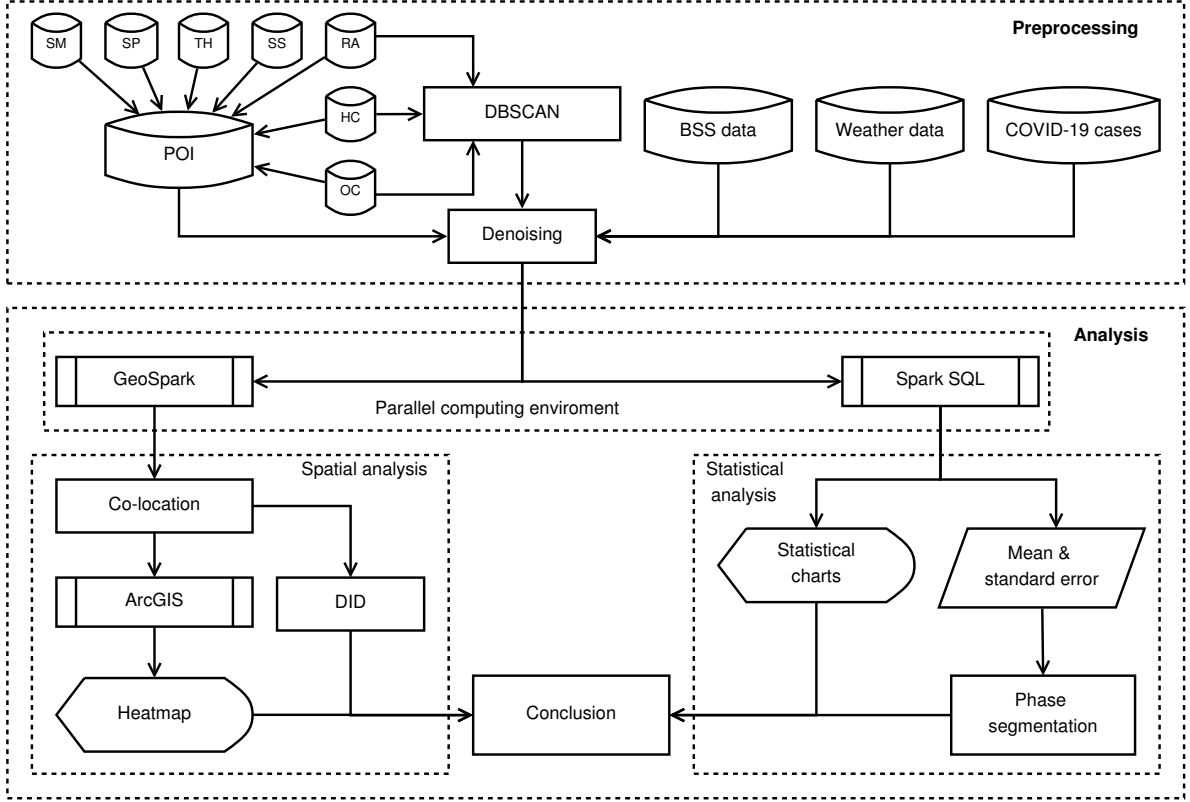 Preprocessing
SM
SP
TH
SS
RA
HC
OC
POI
DBSCAN
BSS data
Weather data
COVID-19 cases
Denoising
Analysis
GeoSpark
Spark SQL
Parallel computing enviroment
Spatial analysis
Co-location
ArcGIS
DID
Heatmap
Conclusion
Statistical
analysis
Statistical
charts
Mean &
standard error
Phase
segmentation